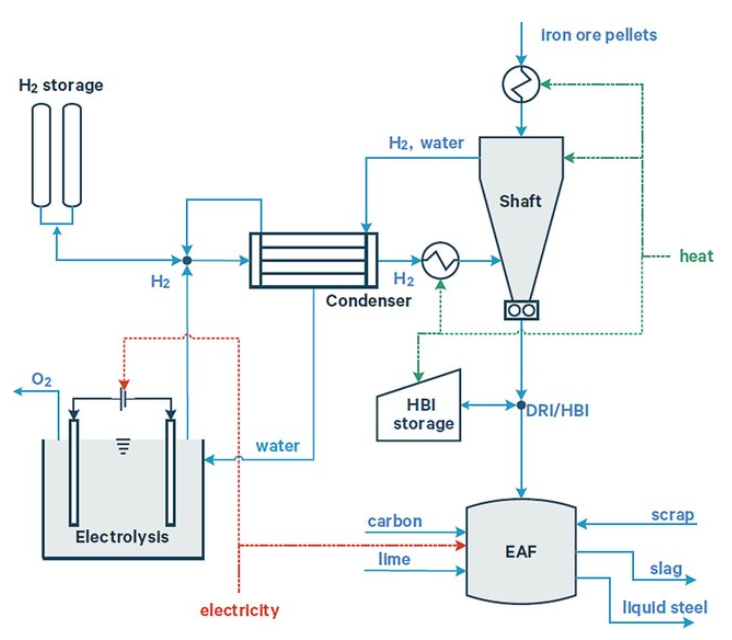 iron ore pellets
H2 storage
H2, water
Shaft
heat
H2
H2
Condenser
O2
HBI
storage
DRI/HBI
water
carbon
scrap
Electrolysis
EAF
lime
slag
electricity
liquid steel